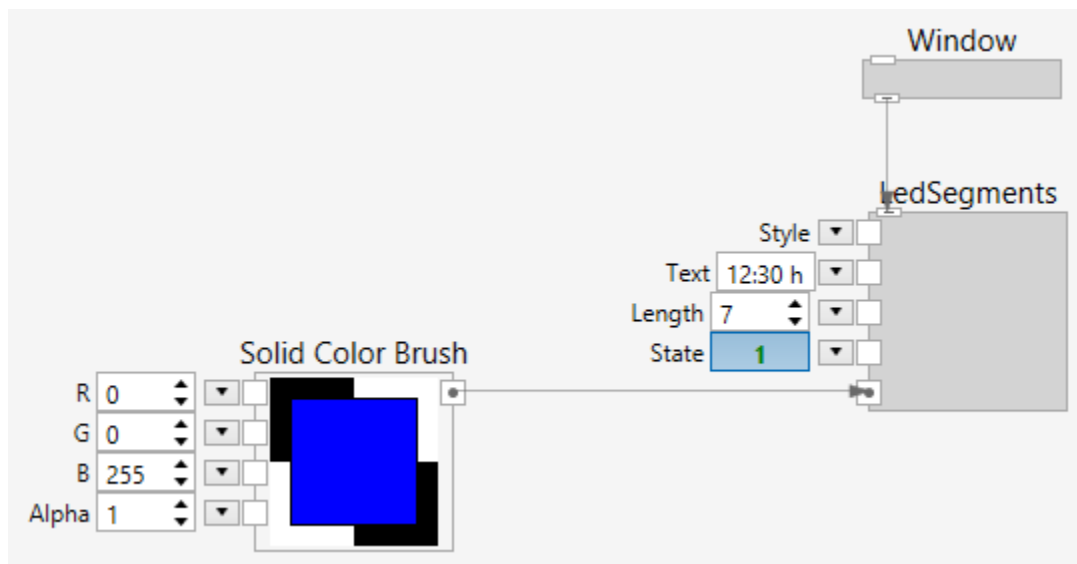 Window
LedSegments
Style
Text 12:30 h
Length 7
State 1
Solid Color Brush
R 0
G 0
B 255
Alpha 1